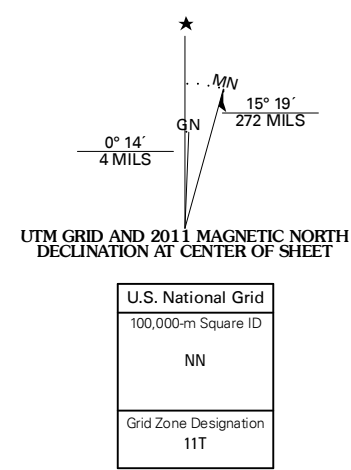 ★
MN
15° 19´
GN
272 MILS
0° 14´
4 MILS
UTM GRID AND 2011 MAGNETIC NORTH
DECLINATION AT CENTER OF SHEET
U.S. National Grid
100,000-m Square ID
NN
Grid Zone Designation
11T